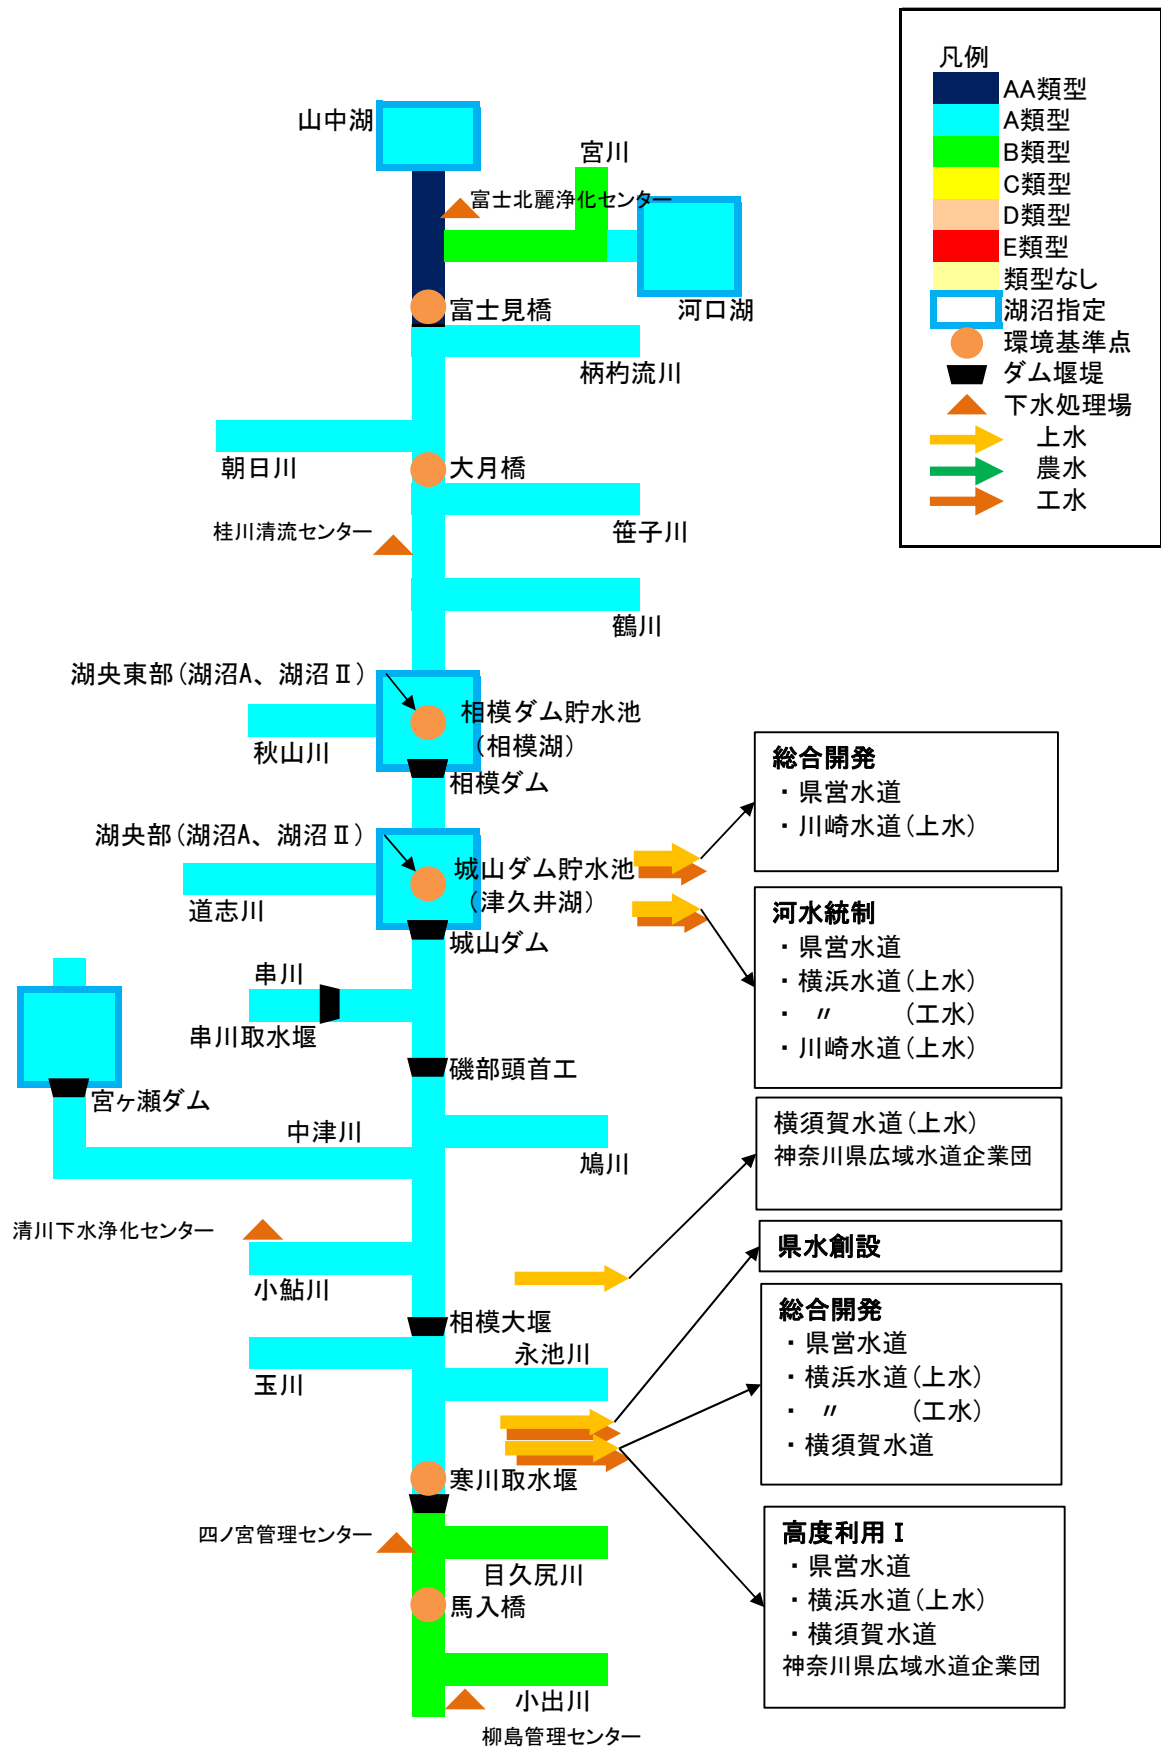 凡例
AA類型
A類型
B類型
C類型
D類型
E類型
類型なし
湖沼指定
環境基準点
ダム堰堤
下水処理場
上水
農水
工水
山中湖
宮川
富士北麗浄化センター
富士見橋
河口湖
柄杓流川
朝日川
大月橋
笹子川
桂川清流センター
鶴川
湖央東部(湖沼A、湖沼Ⅱ)
相模ダム貯水池
(相模湖)
秋山川
相模ダム
湖央部(湖沼A、湖沼Ⅱ)
城山ダム貯水池
(津久井湖)
道志川
城山ダム
串川
串川取水堰
磯部頭首工
宮ヶ瀬ダム
中津川
鳩川
清川下水浄化センター
小鮎川
相模大堰
永池川
玉川
寒川取水堰
四ノ宮管理センター
目久尻川
馬入橋
小出川
柳島管理センター
総合開発
・県営水道
・川崎水道(上水)
河水統制
・県営水道
・横浜水道(上水)
・ 〃 (工水)
・川崎水道(上水)
横須賀水道(上水)
神奈川県広域水道企業団
県水創設
総合開発
・県営水道
・横浜水道(上水)
・ 〃 (工水)
・横須賀水道
高度利用Ⅰ
・県営水道
・横浜水道(上水)
・横須賀水道
神奈川県広域水道企業団